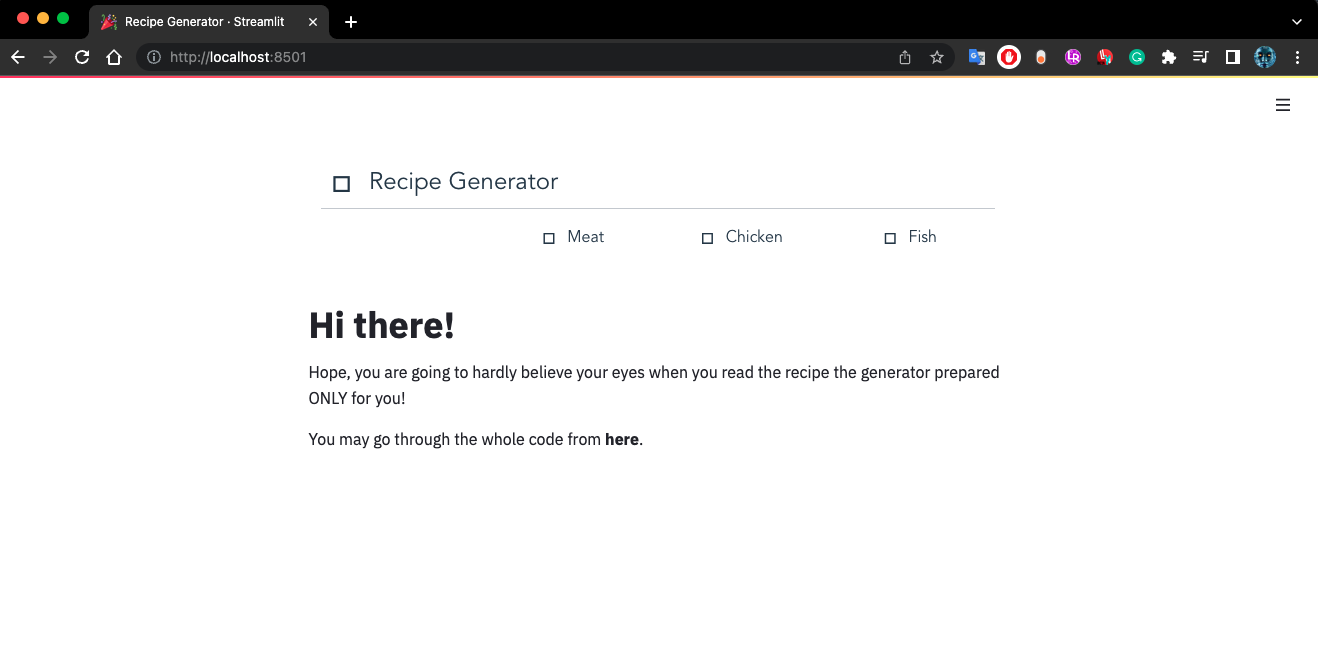 Recipe Generator · Streamlit
http://localhost:8501
Recipe Generator
Meat Chicken Fish
Hi there!
Hope, you are going to hardly believe your eyes when you read the recipe the generator prepared
ONLY for you!
You may go through the whole code from here.